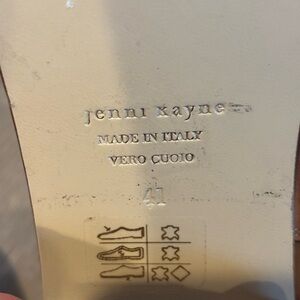 jenni kayne
MADE IN ITALY
VERO CUOIO
41